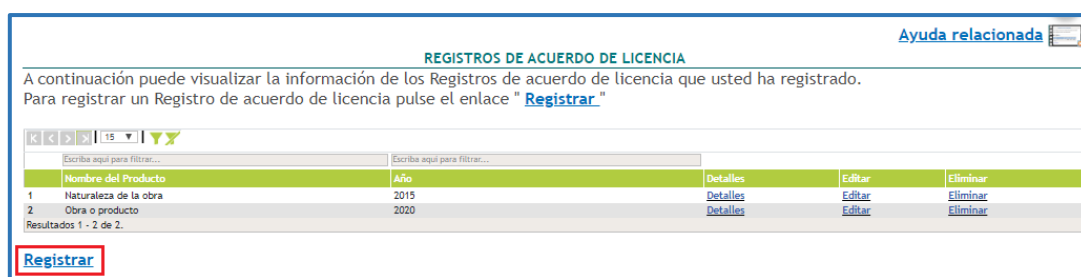 Ayuda relacionada
REGISTROS DE ACUERDO DE LICENCIA
A continuación puede visualizar la información de los Registros de acuerdo de licencia que usted ha registrado.
Para registrar un Registro de acuerdo de licencia pulse el enlace " Registrar "
15
Escriba aqui para filtrar... Escriba aqui para filtrar...
Nombre del Producto Año Detalles Editar Eliminar
1 Naturaleza de la obra 2015 Detalles Editar Eliminar
2 Obra o producto 2020 Detalles Editar Eliminar
Resultados 1 - 2 de 2.
Registrar